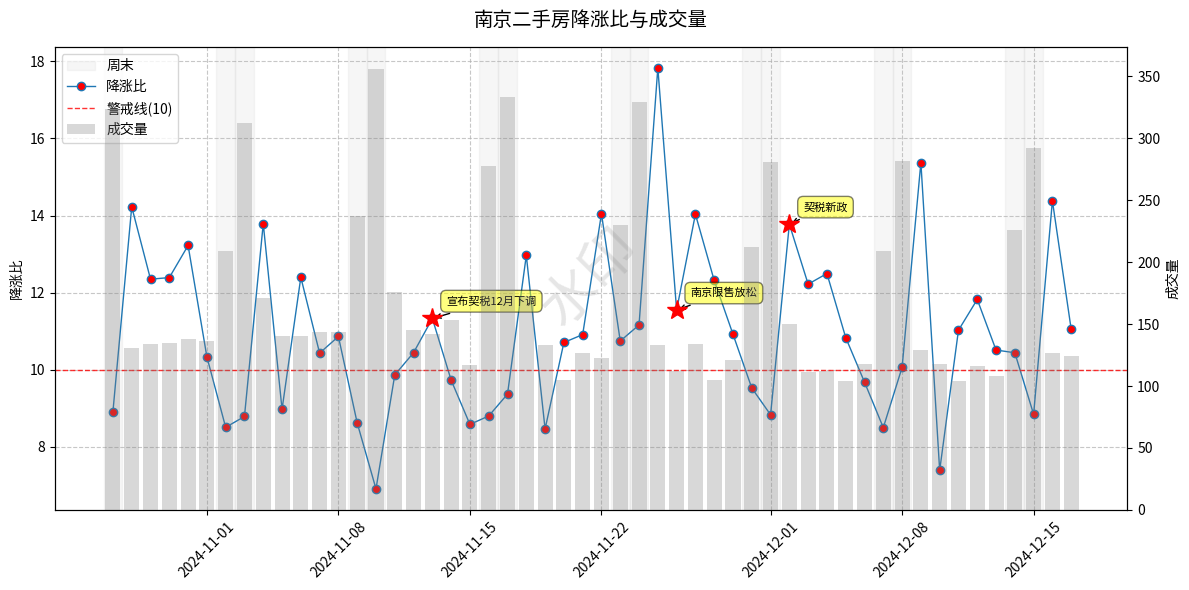 南京二手房降涨比与成交量
周末
降涨比
警戒线(10)
成交量
18
16
14
12
10
8
降涨比
水印
宣布契税12月下调
南京限售放松
契税新政
350
300
250
200
150
100
50
0
成交量
2024-11-01
2024-11-08
2024-11-15
2024-11-22
2024-12-01
2024-12-08
2024-12-15